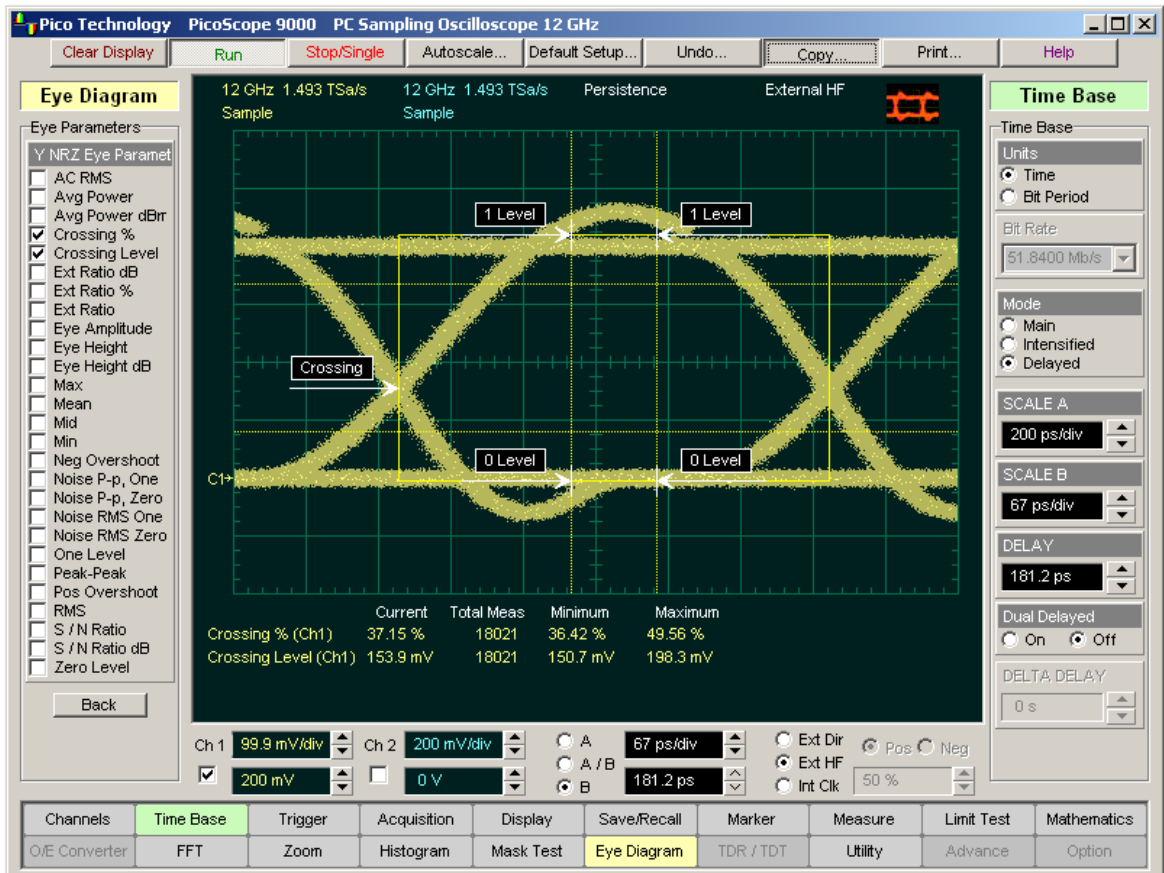 Pico Technology PicoScope 9000 PC Sampling Oscilloscope 12 GHz
Clear Display Run Stop/Single Autoscale... Default Setup... Undo... Copy... Print... Help
Eye Diagram
Eye Parameters
Y NRZ Eye Paramet
AC RMS
Avg Power
Avg Power dBm
Crossing %
Crossing Level
Ext Ratio dB
Ext Ratio %
Ext Ratio
Eye Amplitude
Eye Height
Eye Height dB
Max
Mean
Mid
Min
Neg Overshoot
Noise P-p, One
Noise P-p, Zero
Noise RMS One
Noise RMS Zero
One Level
Peak-Peak
Pos Overshoot
RMS
S / N Ratio
S / N Ratio dB
Zero Level
Back
12 GHz 1.493 TSa/s 12 GHz 1.493 TSa/s Persistence External HF
Sample Sample
1 Level 1 Level
Crossing
0 Level 0 Level
C1
Current Total Meas Minimum Maximum
Crossing % (Ch1) 37.15 % 18021 36.42 % 49.56 %
Crossing Level (Ch1) 153.9 mV 18021 150.7 mV 198.3 mV
Time Base
Time Base
Units
Time
Bit Period
Bit Rate
51.8400 Mb/s
Mode
Main
Intensified
Delayed
SCALE A
200 ps/div
SCALE B
67 ps/div
DELAY
181.2 ps
Dual Delayed
On Off
DELTA DELAY
0 s
Ch 1 99.9 mV/div Ch 2 200 mV/div A 67 ps/div Ext Dir Pos Neg
A / B Ext HF
200 mV 0 V B 181.2 ps Int Clk 50 %
Channels Time Base Trigger Acquisition Display Save/Recall Marker Measure Limit Test Mathematics
O/E Converter FFT Zoom Histogram Mask Test Eye Diagram TDR / TDT Utility Advance Option